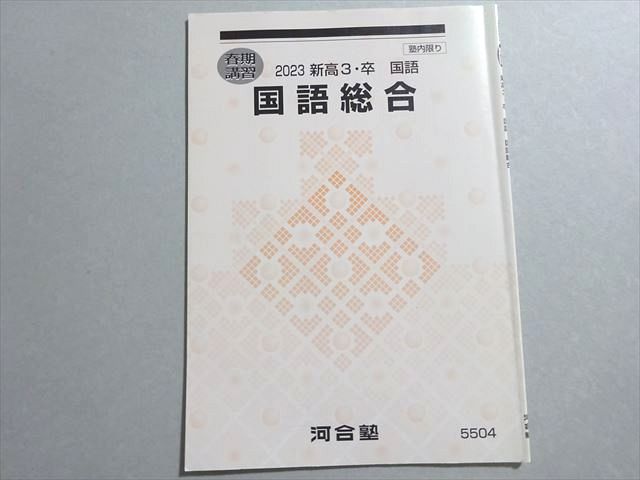 春期
講習
塾内限り
2023 新高3・卒 国語
国語総合
河合塾
5504